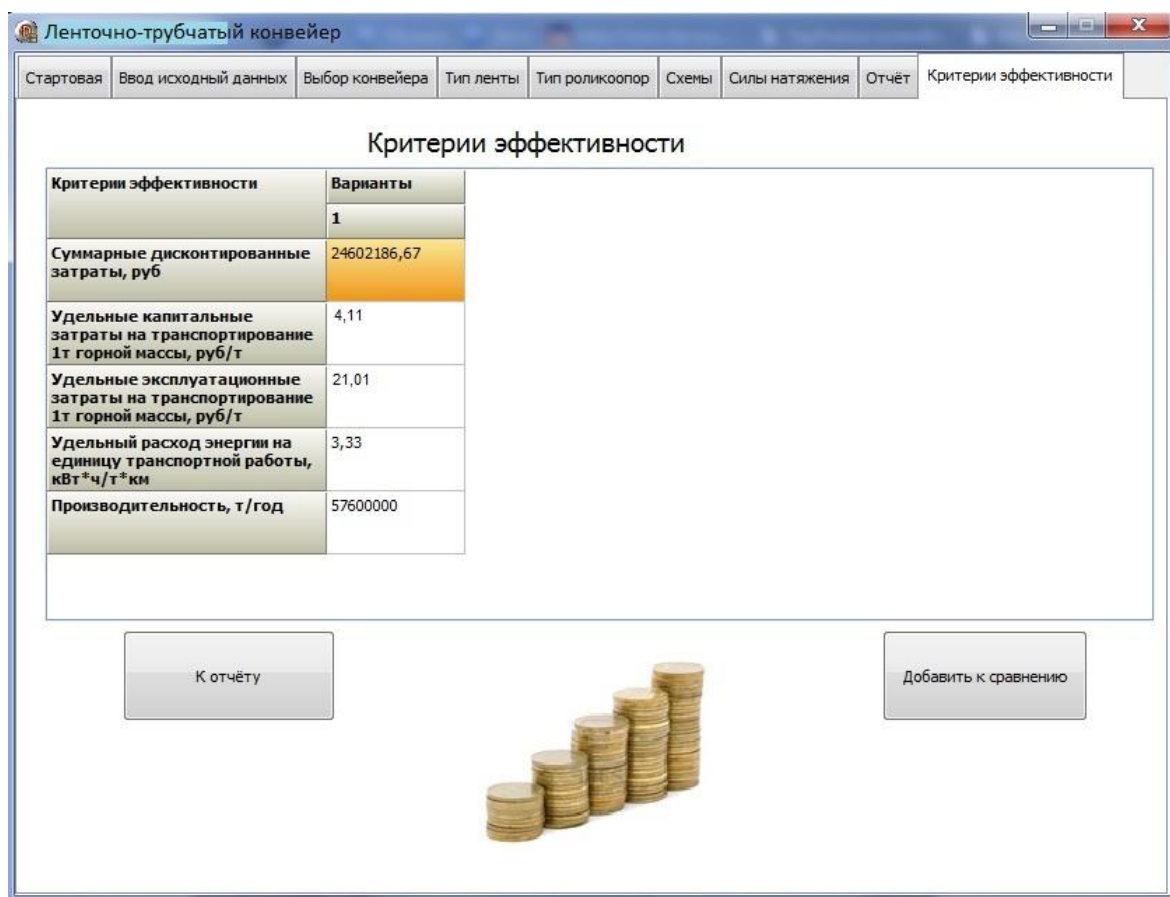 Ленточно-трубчатый конвейер
Стартовая Ввод исходный данных Выбор конвейера Тип ленты Тип роликоопор Схемы Силы натяжения Отчёт Критерии эффективности
Критерии эффективности
Критерии эффективности Варианты
1
Суммарные дисконтированные 24602186,67
затраты, руб
Удельные капитальные 4,11
затраты на транспортирование
1т горной массы, руб/т
Удельные эксплуатационные 21,01
затраты на транспортирование
1т горной массы, руб/т
Удельный расход энергии на 3,33
единицу транспортной работы,
кВт*ч/т*км
Производительность, т/год 57600000
К отчёту Добавить к сравнению